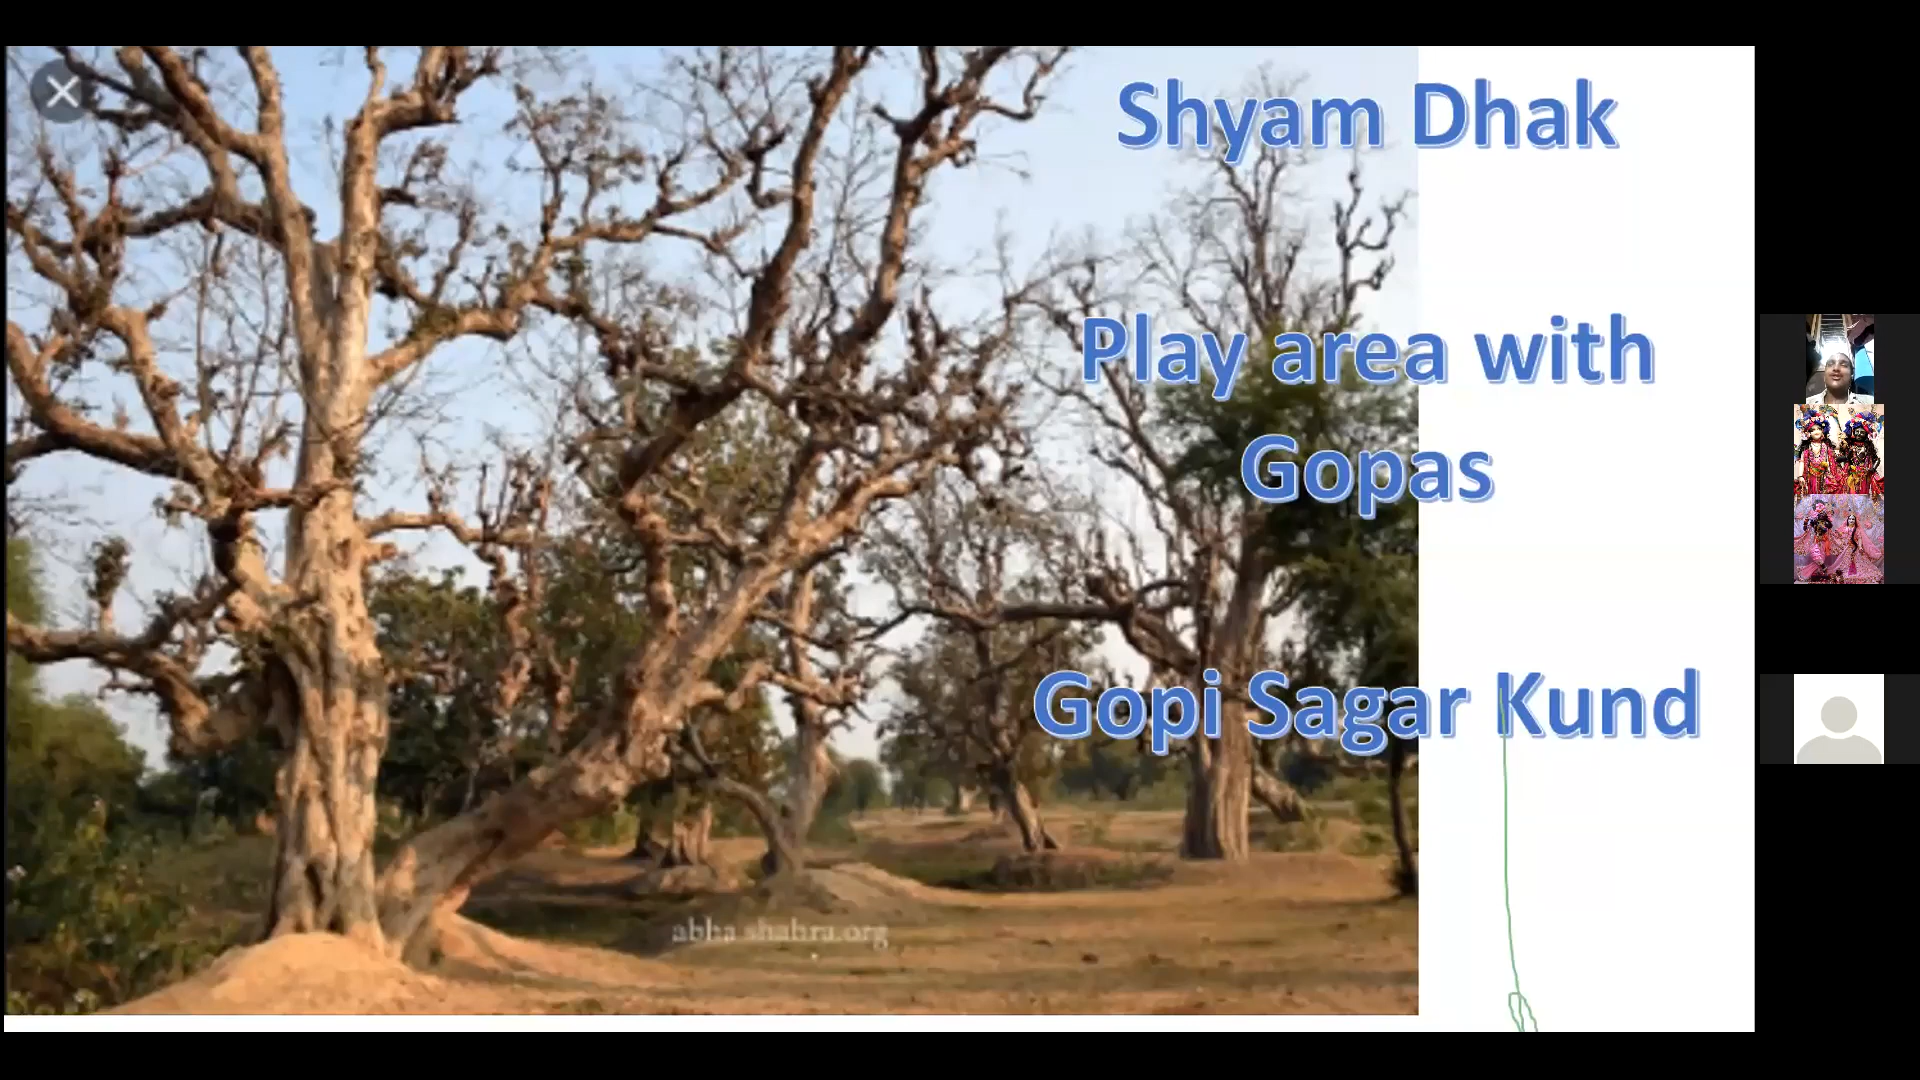 Shyam Dhak
Play area with
Gopas
Gopi Sagar Kund
abha shahra.org